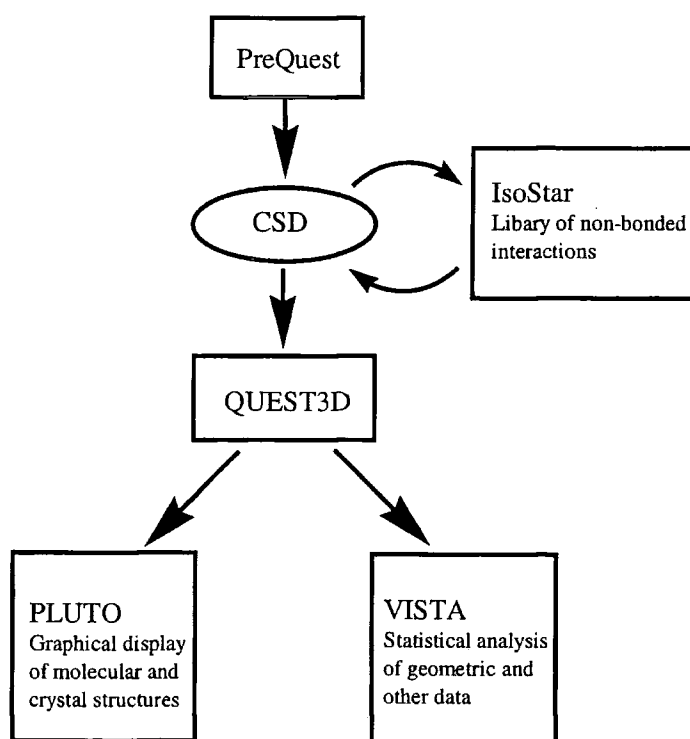 PreQuest
CSD
IsoStar
Libary of non-bonded
interactions
QUEST3D
PLUTO
Graphical display
of molecular and
crystal structures
VISTA
Statistical analysis
of geometric and
other data